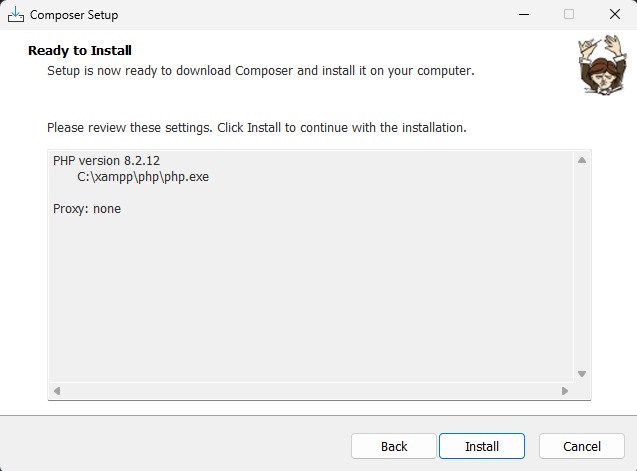 Composer Setup
Ready to Install
Setup is now ready to download Composer and install it on your computer.
Please review these settings. Click Install to continue with the installation.
PHP version 8.2.12
C:\xampp\php\php.exe
Proxy: none
Back
Install
Cancel